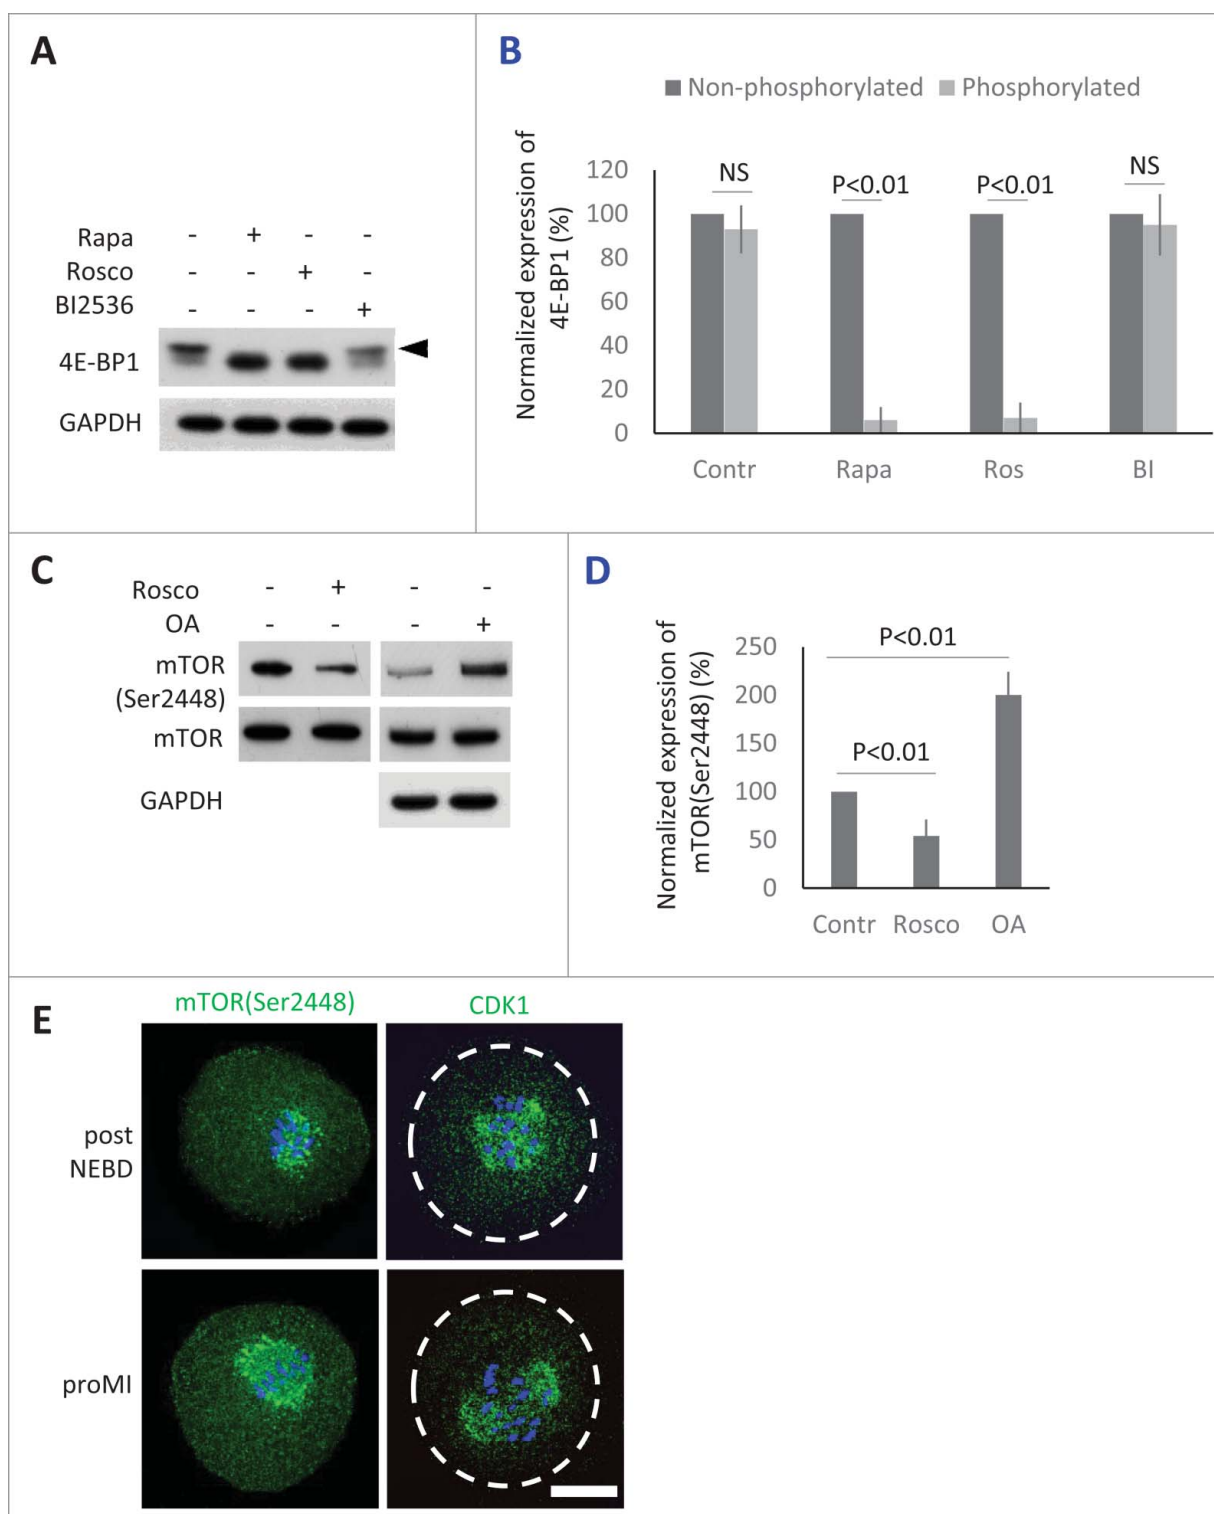 A
Rapa - + - -
Rosco - - + -
BI2536 - - - +
4E-BP1
GAPDH
B
Non-phosphorylated Phosphorylated
Normalized expression of
4E-BP1 (%)
120
100
80
60
40
20
0
NS
P<0.01
P<0.01
NS
Contr Rapa Ros BI
C
Rosco - + - -
OA - - - +
mTOR
(Ser2448)
mTOR
GAPDH
D
Normalized expression of
mTOR(Ser2448) (%)
250
200
150
100
50
0
P<0.01
P<0.01
Contr Rosco OA
E
mTOR(Ser2448) CDK1
post
NEBD
proMI